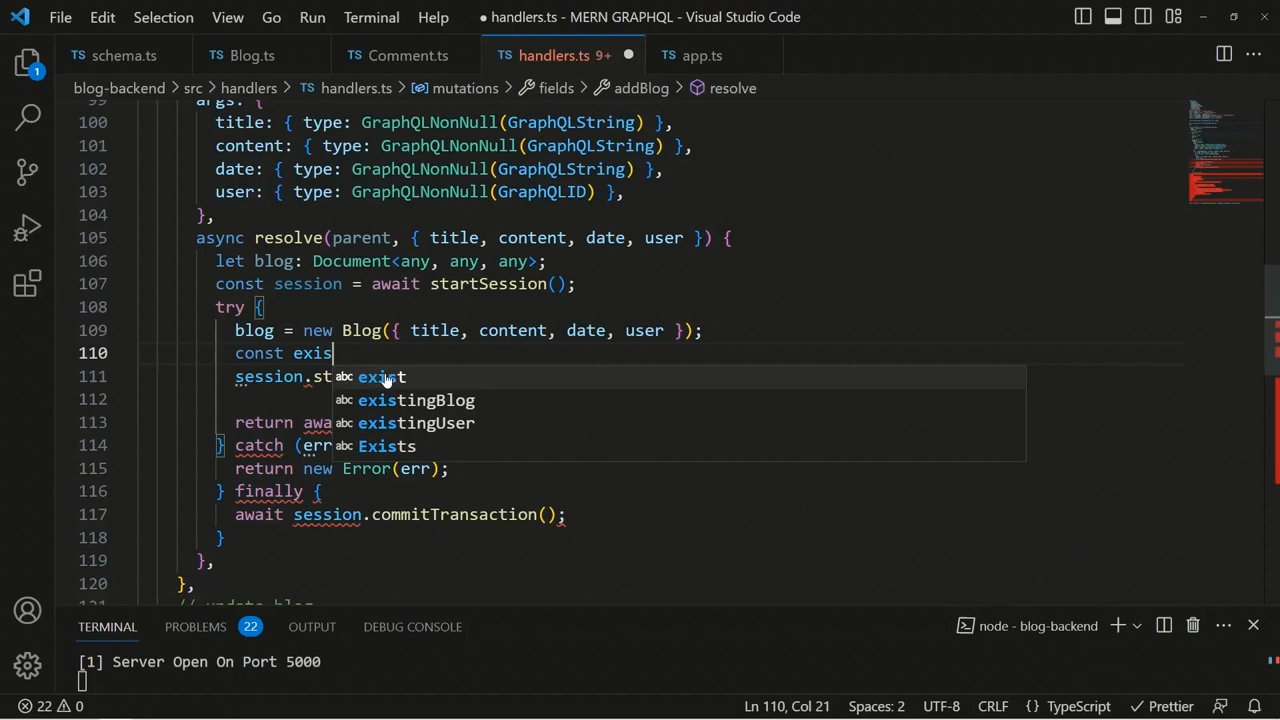 File Edit Selection View Go Run Terminal Help ● handlers.ts - MERN GRAPHQL - Visual Studio Code
TS schema.ts TS Blog.ts TS Comment.ts TS handlers.ts 9+ TS app.ts
blog-backend > src > handlers > TS handlers.ts > mutations > fields > addBlog > resolve
99 args: {
100 title: { type: GraphQLNonNull(GraphQLString) },
101 content: { type: GraphQLNonNull(GraphQLString) },
102 date: { type: GraphQLNonNull(GraphQLString) },
103 user: { type: GraphQLNonNull(GraphQLID) },
104 },
105 async resolve(parent, { title, content, date, user }) {
106 let blog: Document<any, any, any>;
107 const session = await startSession();
108 try {
109 blog = new Blog({ title, content, date, user });
110 const exis
111 session.st
abc exist
abc existingBlog
113 return awa
abc existingUser
114 } catch (err
abc Exists
115 return new Error(err);
116 } finally {
117 await session.commitTransaction();
118 }
119 },
120 },
121 // update blog
TERMINAL PROBLEMS 22 OUTPUT DEBUG CONSOLE node - blog-backend
[1] Server Open On Port 5000
22 0 Ln 110, Col 21 Spaces: 2 UTF-8 CRLF { } TypeScript Prettier
1